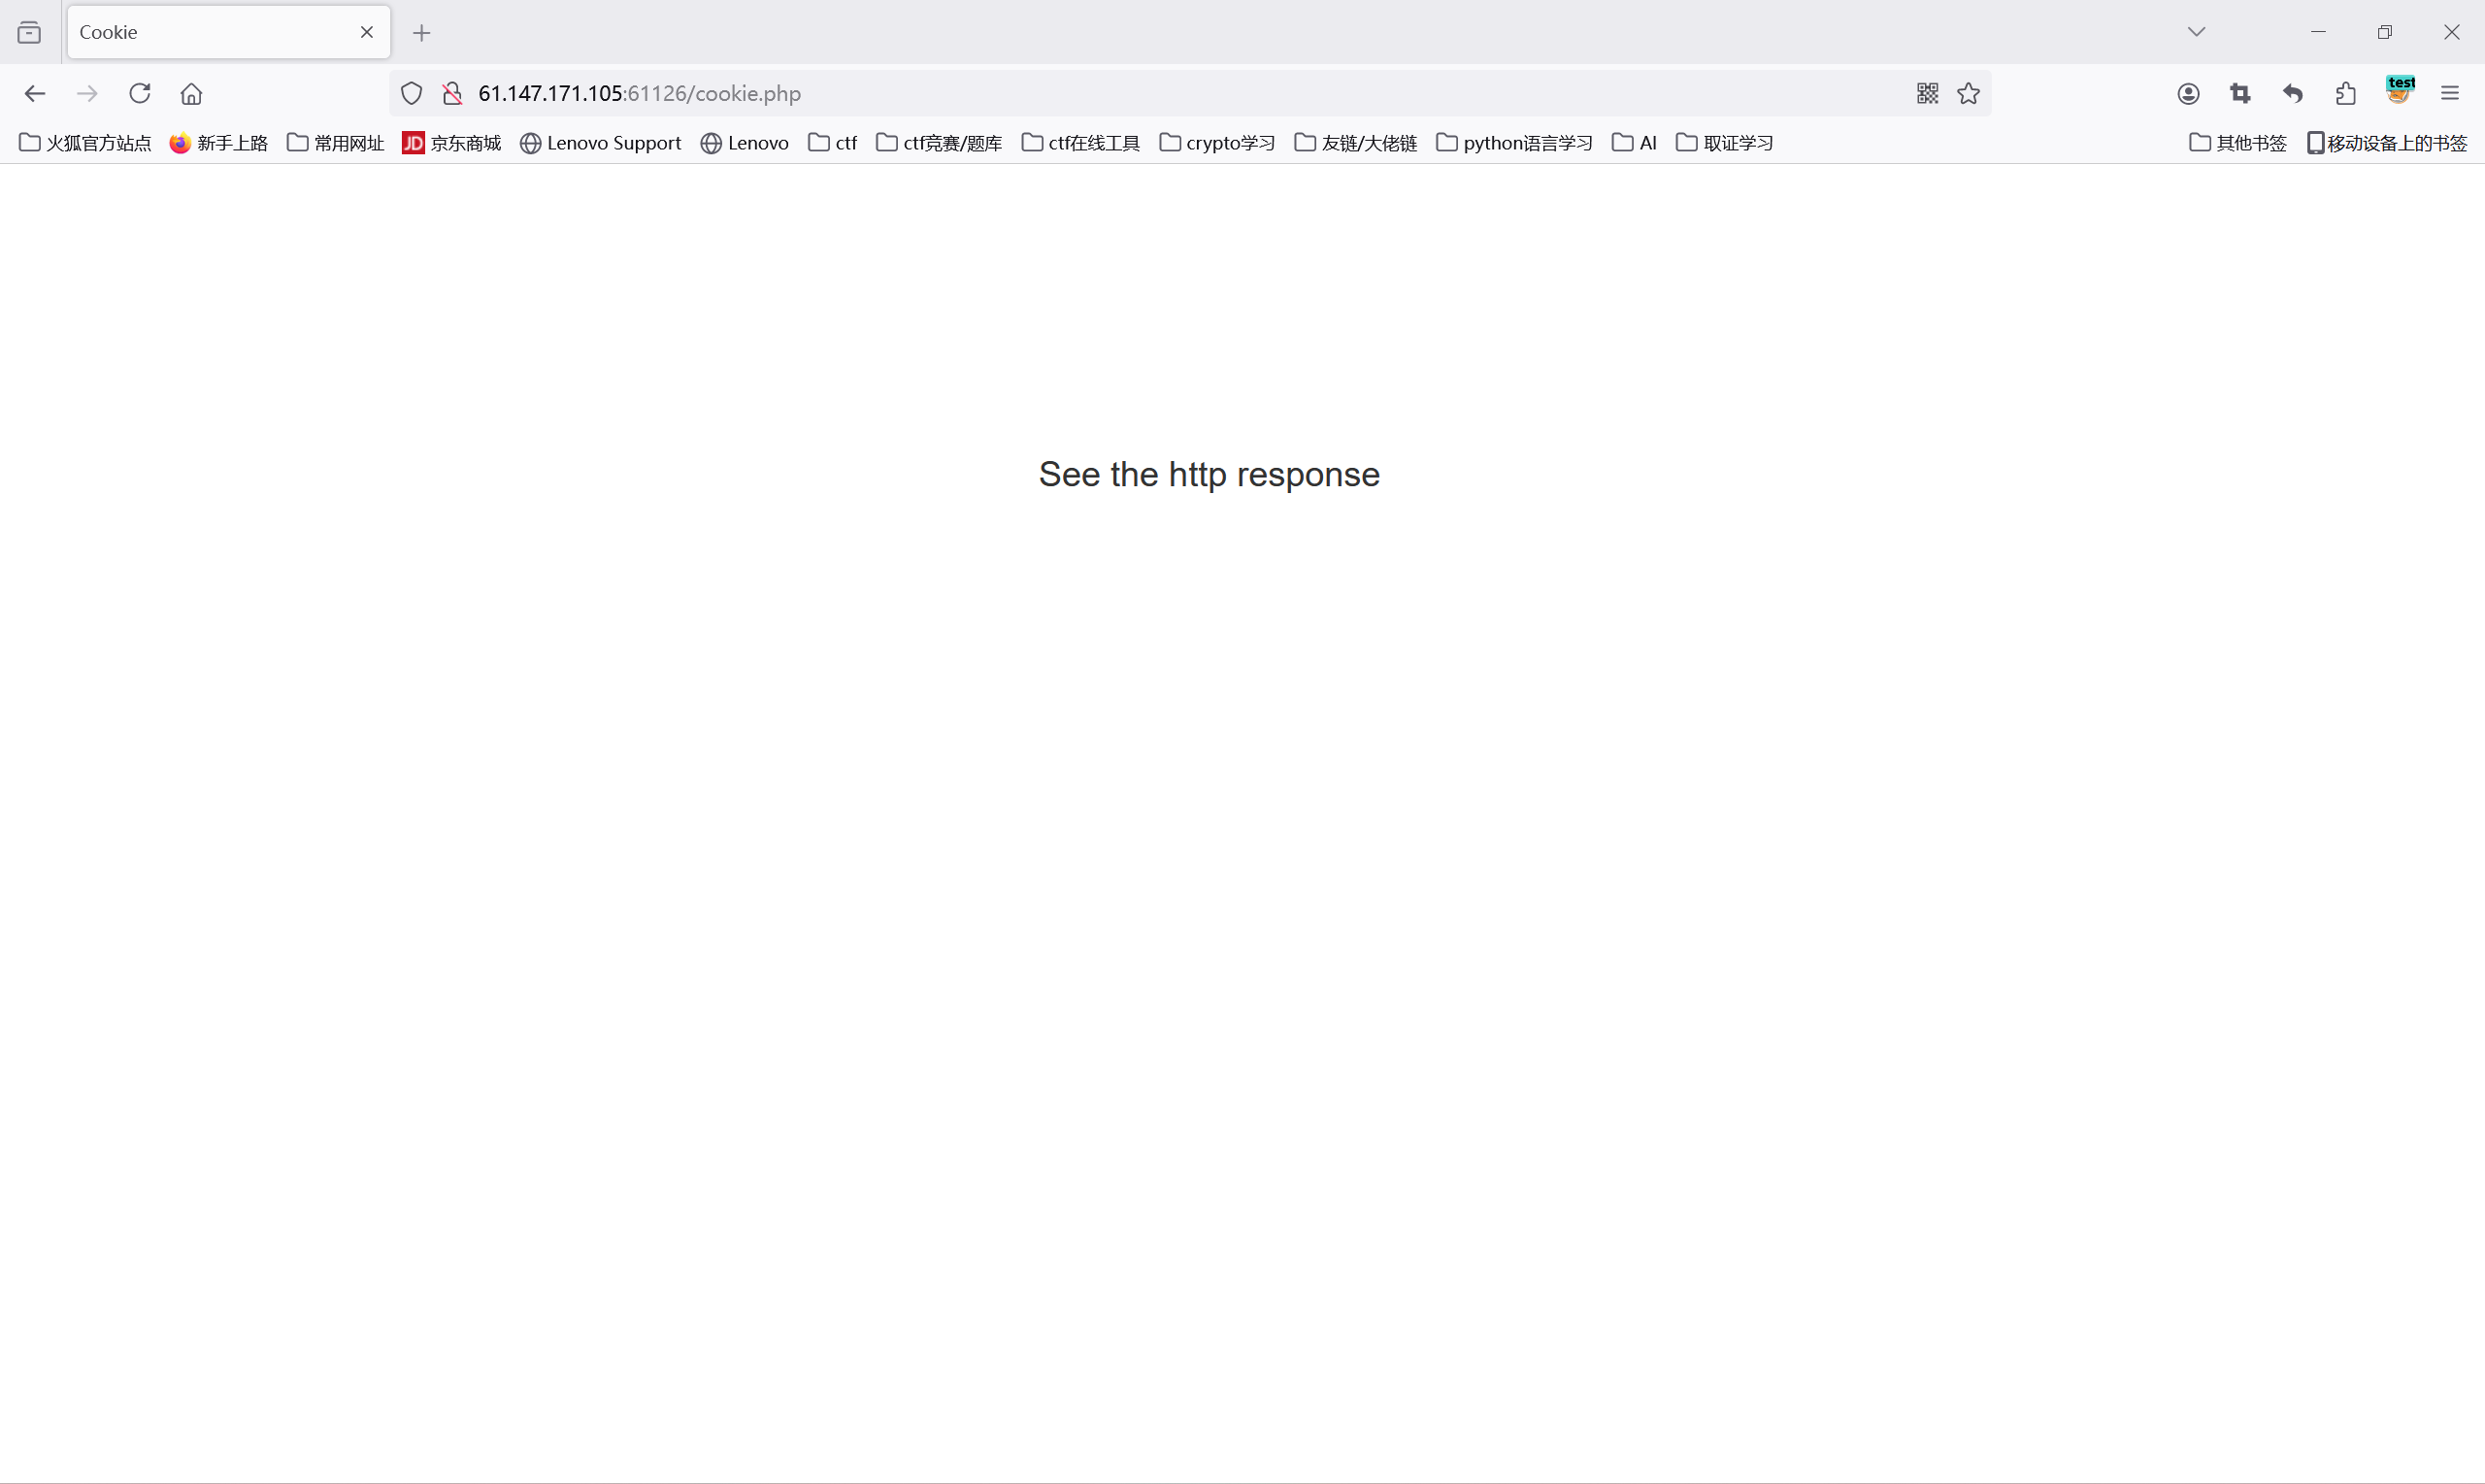 Cookie
61.147.171.105:61126/cookie.php
test
火狐官方站点 新手上路 常用网址 JD 京东商城 Lenovo Support Lenovo ctf ctf竞赛/题库 ctf在线工具 crypto学习 友链/大佬链 python语言学习 AI 取证学习 其他书签 移动设备上的书签
See the http response